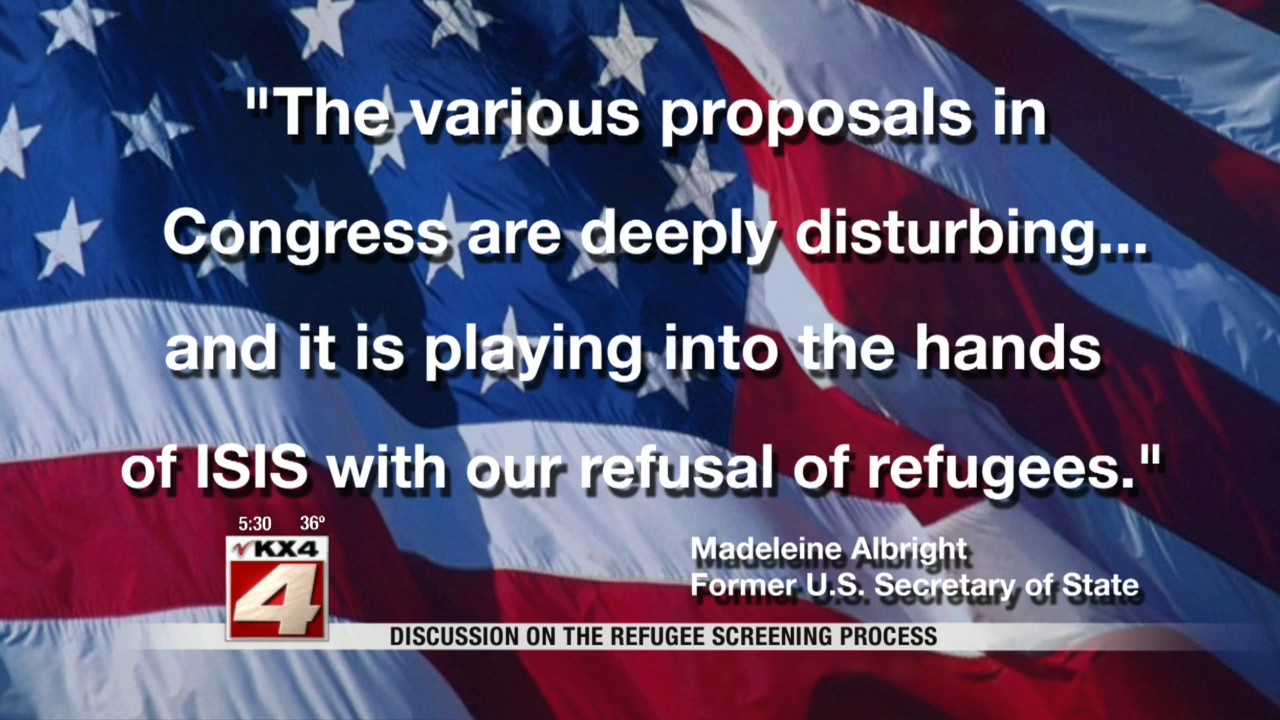 "The various proposals in
Congress are deeply disturbing...
and it is playing into the hands
of ISIS with our refusal of refugees."
5:30 36º
KX4
4
Madeleine Albright
Former U.S. Secretary of State
DISCUSSION ON THE REFUGEE SCREENING PROCESS